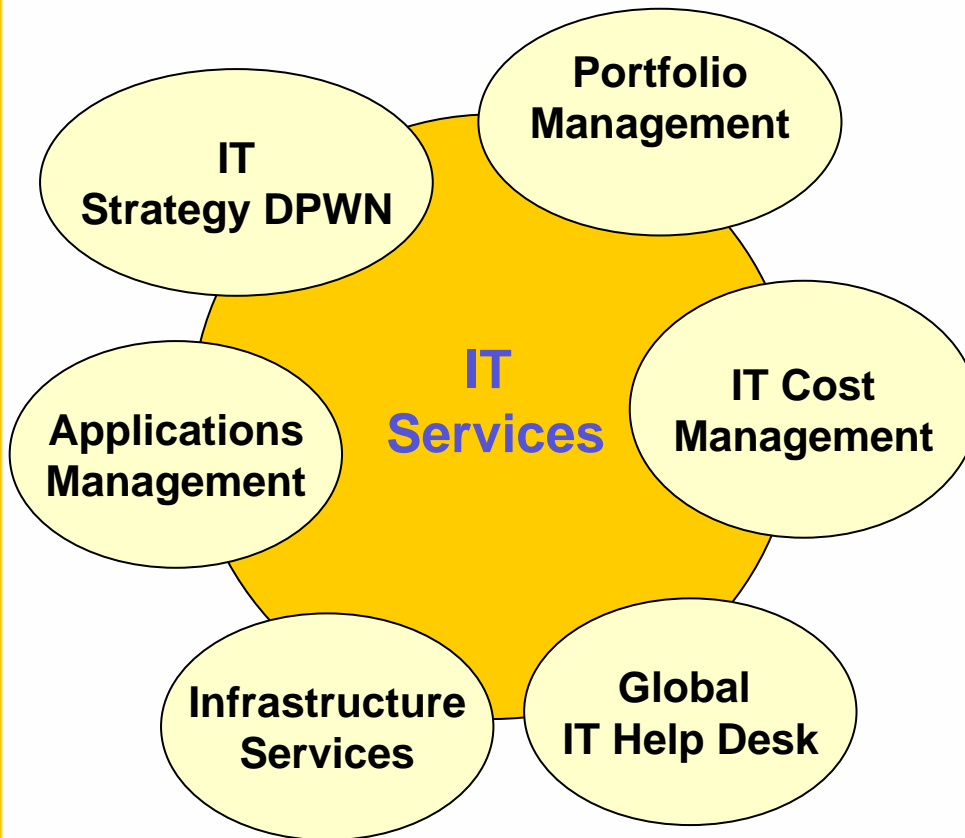 Portfolio
Management
IT
Strategy DPWN
IT
Services
IT Cost
Management
Applications
Management
Infrastructure
Services
Global
IT Help Desk